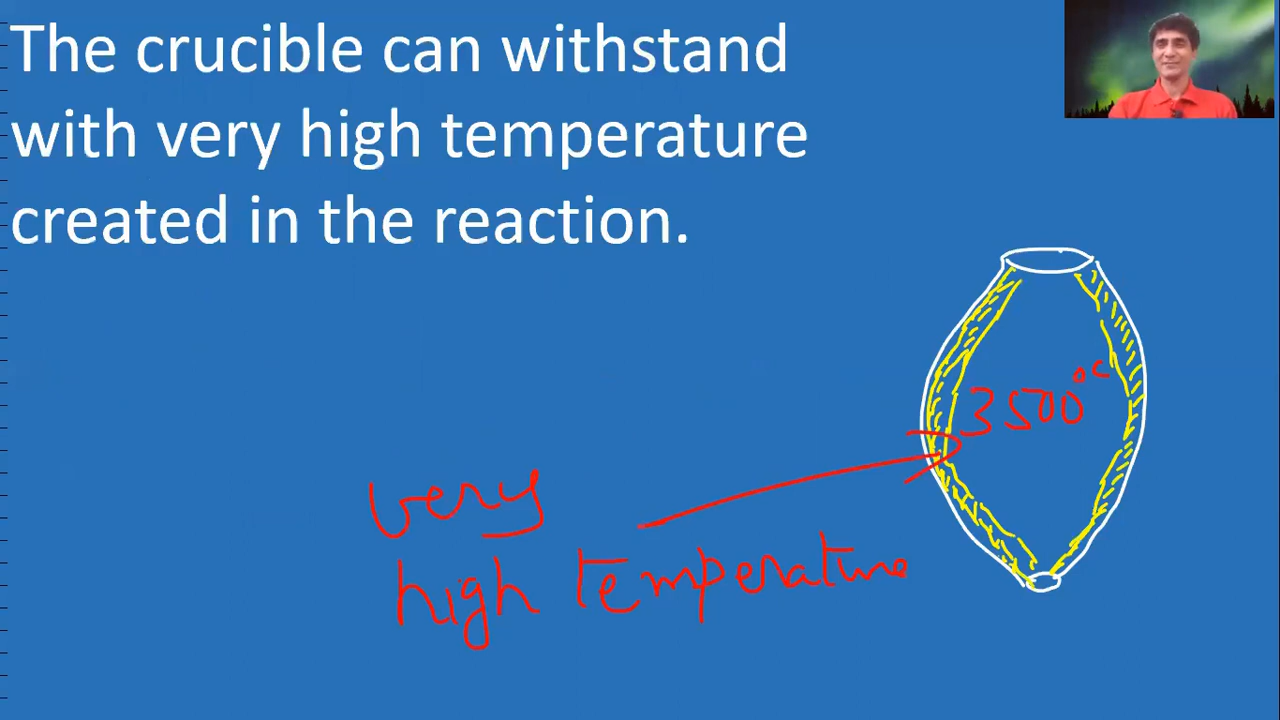 The crucible can withstand
with very high temperature
created in the reaction.
3500°C
very
high temperature